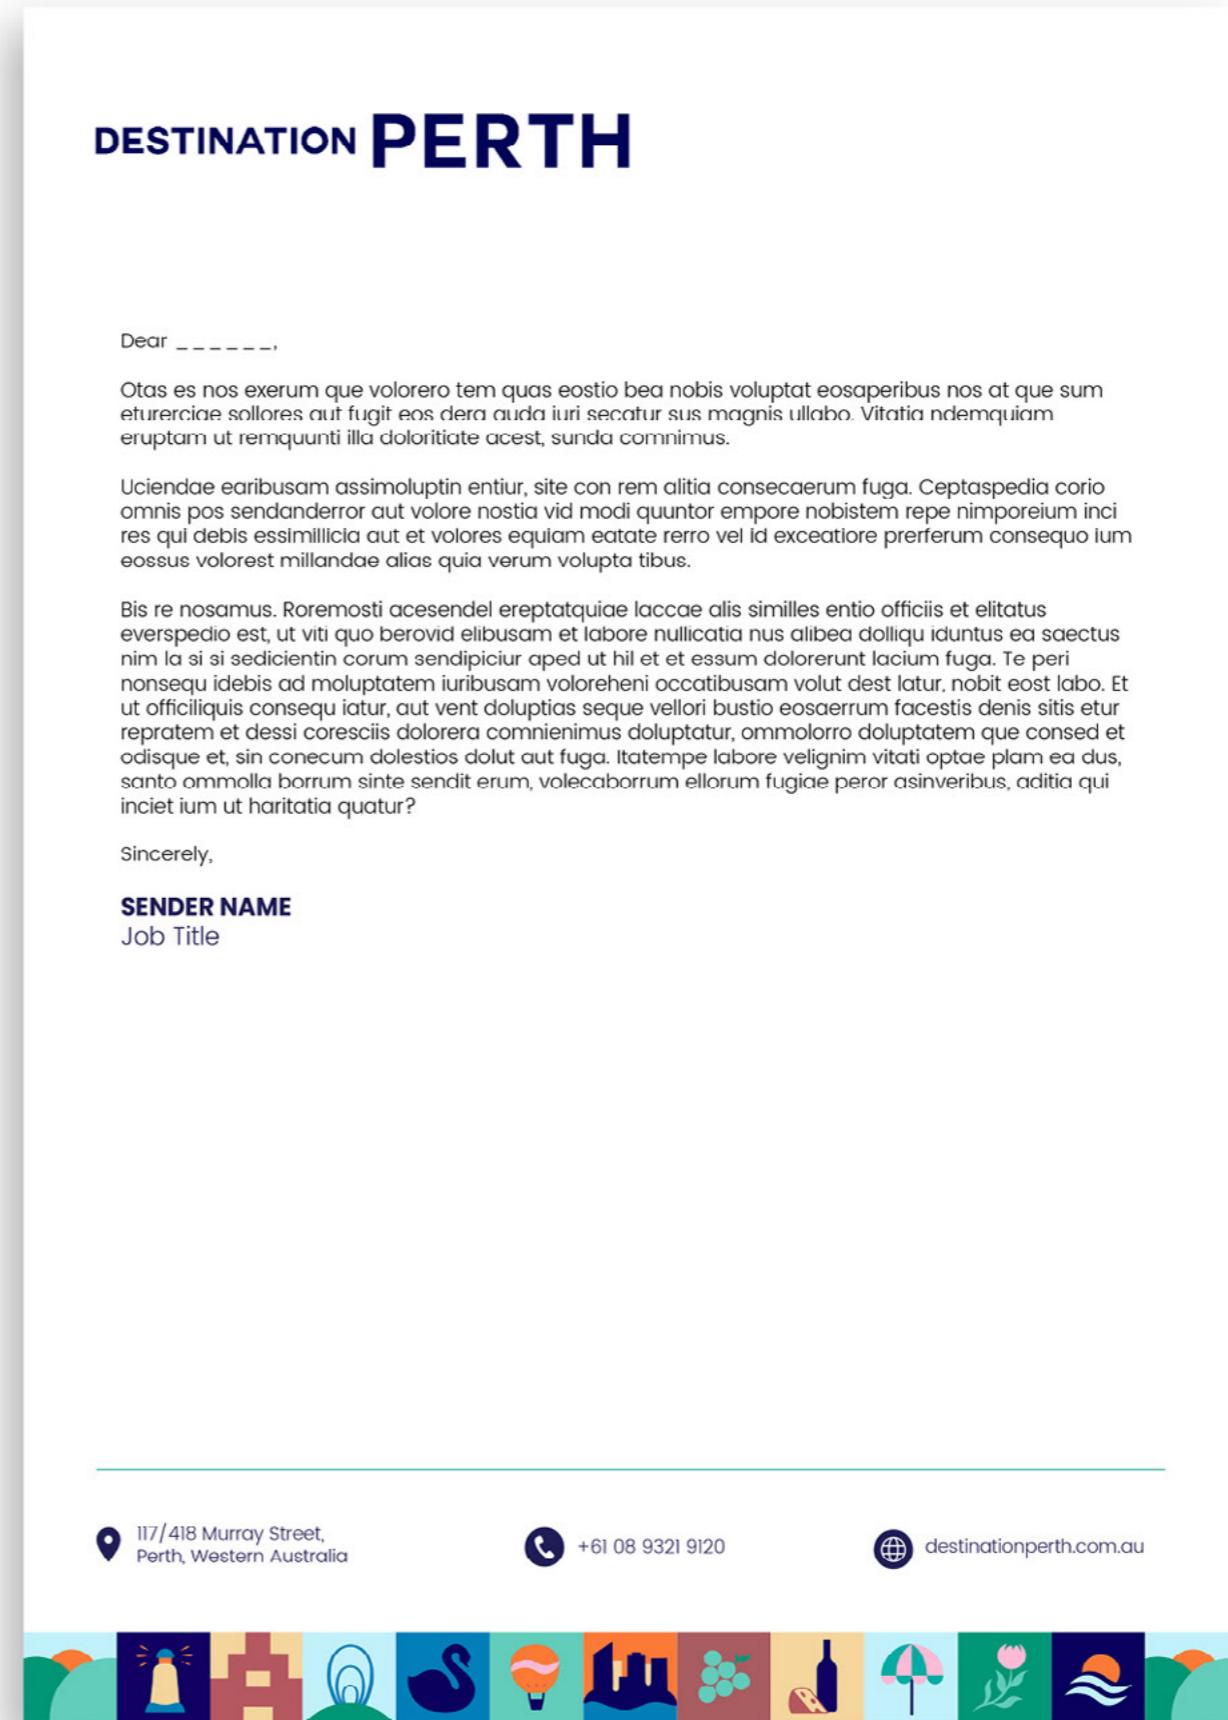 DESTINATION PERTH
Dear ______,
Otas es nos exerum que volorero tem quas eostio bea nobis voluptat eosaperibus nos at que sum
eturerciae sollores aut fugit eos dera auda iuri secatur sus magnis ullabo. Vitatia ndemquiam
eruptam ut remquunti illa doloritiate acest, sunda comnimus.
Uciendae earibusam assimoluptin entiur, site con rem alitia consecaerum fuga. Ceptaspedia corio
omnis pos sendanderror aut volore nostia vid modi quuntor empore nobistem repe nimporeium inci
res qui debis essimillicia aut et volores equiam eatate rerro vel id exceatiore prerferum consequo ium
eossus volorest millandae alias quia verum volupta tibus.
Bis re nosamus. Roremosti acesendel ereptatquiae laccae alis similles entio officiis et elitatus
everspedio est, ut viti quo berovid elibusam et labore nullicatia nus alibea dolliqu iduntus ea saectus
nim la si si sedicientin corum sendipiciur aped ut hil et et essum dolorerunt lacium fuga. Te peri
nonsequ idebis ad moluptatem iuribusam voloreheni occatibusam volut dest latur, nobit eost labo. Et
ut officiliquis consequ iatur, aut vent doluptias seque vellori bustio eosaerrum facestis denis sitis etur
repratem et dessi coresciis dolorera comnienimus doluptatur, ommolorro doluptatem que consed et
odisque et, sin conecum dolestios dolut aut fuga. Itatempe labore velignim vitati optae plam ea dus,
santo ommolla borrum sinte sendit erum, volecaborrum ellorum fugiae peror asinveribus, aditia qui
inciet ium ut haritatia quatur?
Sincerely,
SENDER NAME
Job Title
117/418 Murray Street,
Perth, Western Australia
+61 08 9321 9120
destinationperth.com.au